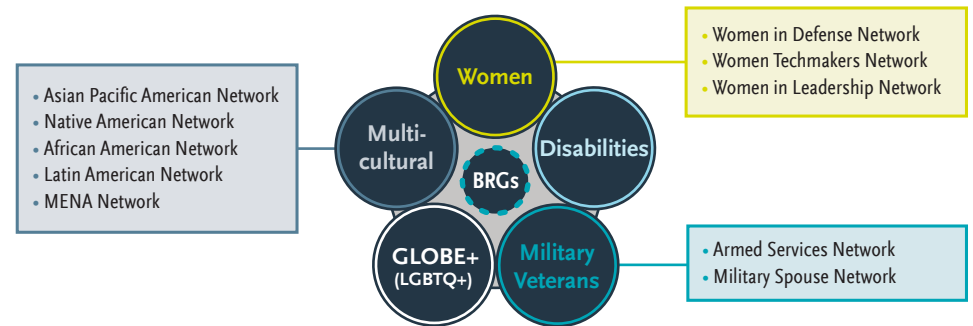 Women
• Women in Defense Network
• Women Techmakers Network
• Women in Leadership Network
• Asian Pacific American Network
• Native American Network
• African American Network
• Latin American Network
• MENA Network
Multi-
cultural
Disabilities
BRGs
GLOBE+
(LGBTQ+)
Military
Veterans
• Armed Services Network
• Military Spouse Network